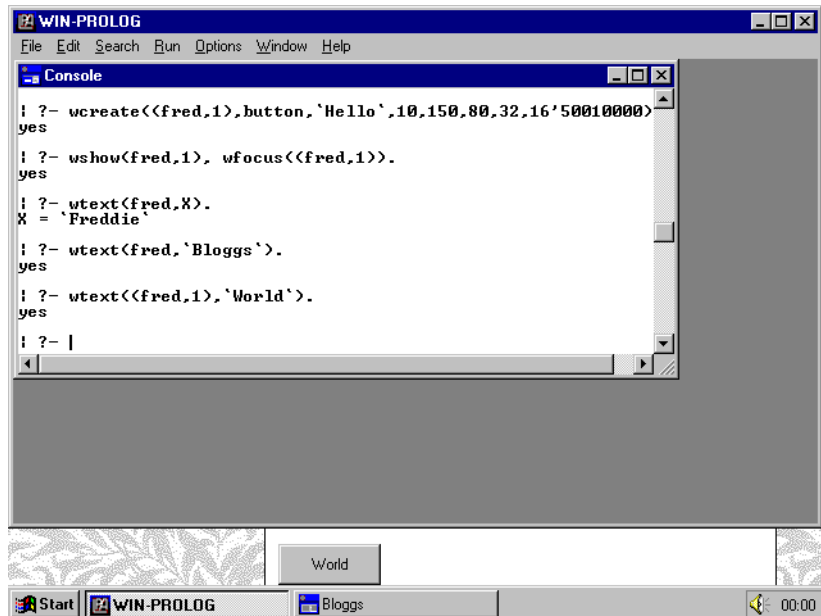 WIN-PROLOG
File Edit Search Run Options Window Help
Console
| ?- wcreate((fred,1),button,`Hello`,10,150,80,32,16'50010000)
yes
| ?- wshow(fred,1), wfocus((fred,1)).
yes
| ?- wtext(fred,X).
X = `Freddie`
| ?- wtext(fred,`Bloggs`).
yes
| ?- wtext((fred,1),`World`).
yes
| ?- |
World
Start WIN-PROLOG Bloggs 00:00